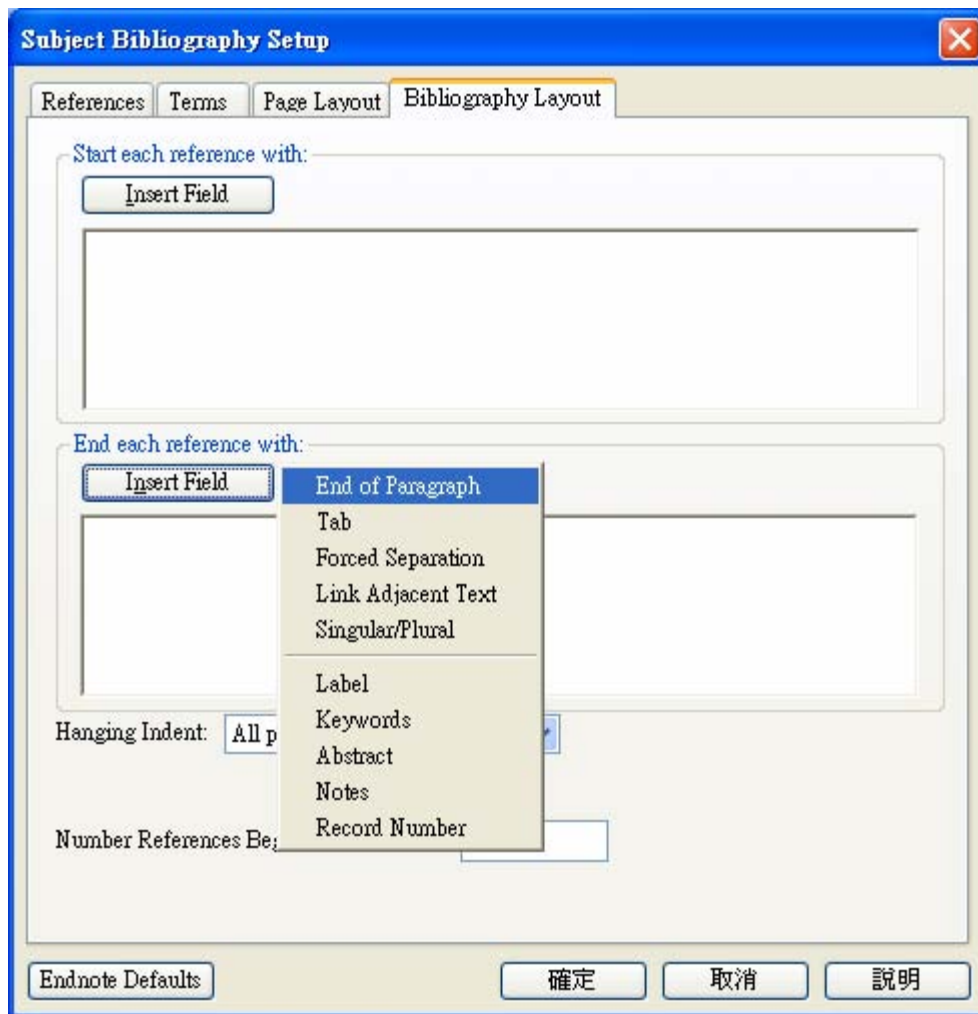 Subject Bibliography Setup
References Terms Page Layout Bibliography Layout
Start each reference with:
Insert Field
End each reference with:
Insert Field
End of Paragraph
Tab
Forced Separation
Link Adjacent Text
Singular/Plural
Label
Keywords
Abstract
Notes
Record Number
Hanging Indent: All p
Number References Be
Endnote Defaults 確定 取消 說明